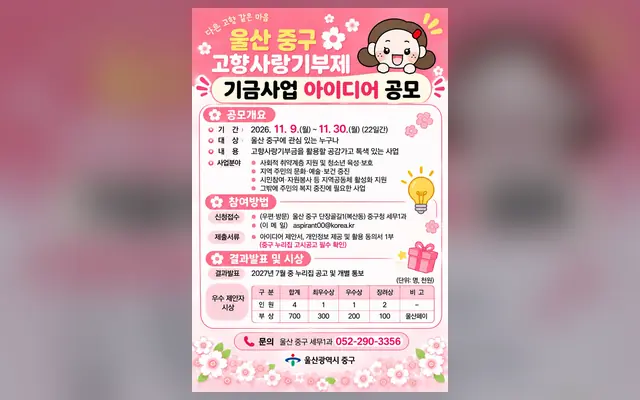 다른 고향 같은 마음
울산 중구
고향사랑기부제
기금사업 아이디어 공모
공모개요
기 간 : 2026. 11. 9.(월) ~ 11. 30.(월) (22일간)
대 상 : 울산 중구에 관심 있는 누구나
내 용 고향사랑기부금을 활용할 공감가고 특색 있는 사업
사업분야 사회적 취약계층 지원 및 청소년 육성·보호
지역 주민의 문화·예술·보건 증진
시민참여·자원봉사 등 지역공동체 활성화 지원
그밖에 주민의 복지 증진에 필요한 사업
참여방법
신청접수 (우편 방문) 울산 중구 단장골길1(복산동) 중구청 세무1과
(이 메 일) aspirant00@korea.kr
제출서류 아이디어 제안서, 개인정보 제공 및 활용 동의서 1부
(중구 누리집 고시공고 필수 확인)
결과발표 및 시상
결과발표 2027년 7월 중 누리집 공고 및 개별 통보
(단위: 명, 천원)
우수 제안자
시상
구 분 합계 최우수상 우수상 장려상 비 고
인 원 4 1 1 2 -
부 상 700 300 200 100 울산페이
문의 울산 중구 세무1과 052-290-3356
울산광역시 중구